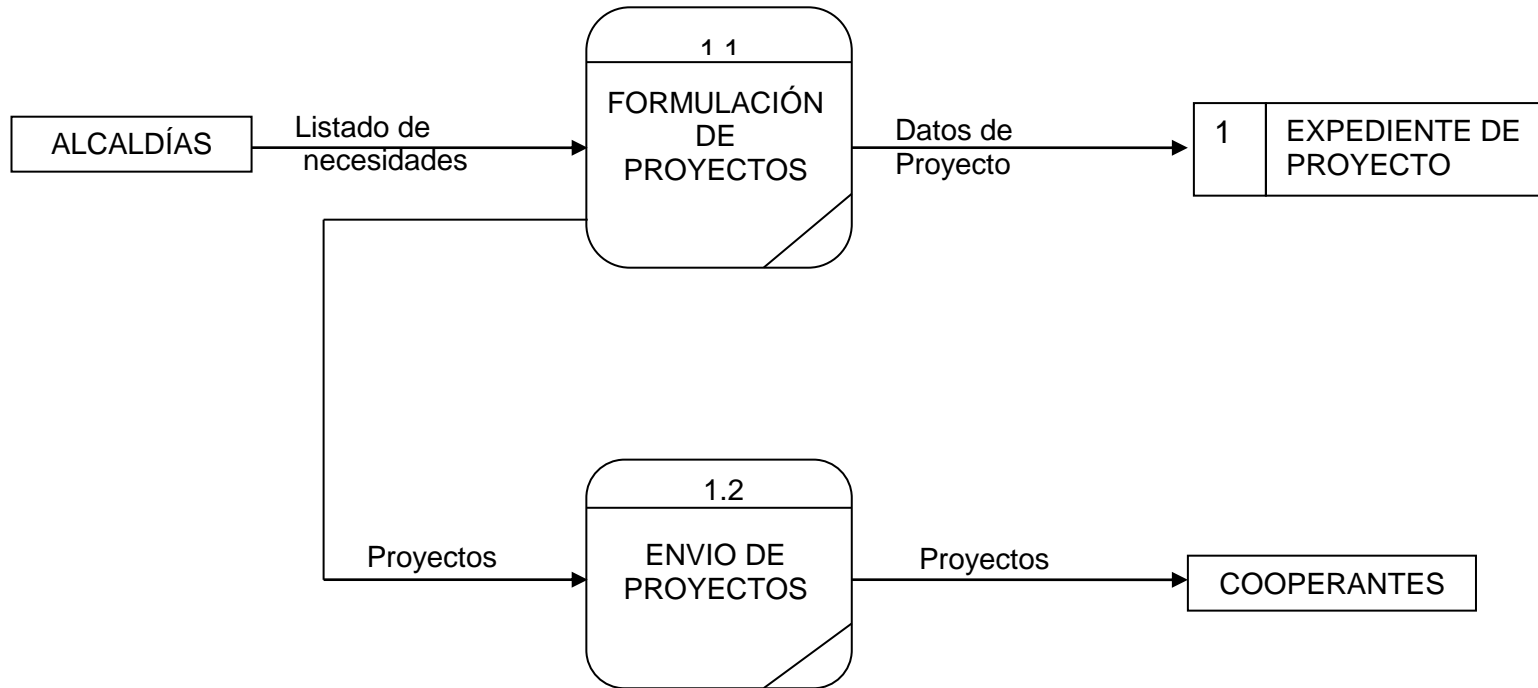 1 1
FORMULACIÓN
DE
PROYECTOS
ALCALDÍAS
Listado de
necesidades
Datos de
Proyecto
1
EXPEDIENTE DE
PROYECTO
1.2
ENVIO DE
PROYECTOS
Proyectos
Proyectos
COOPERANTES